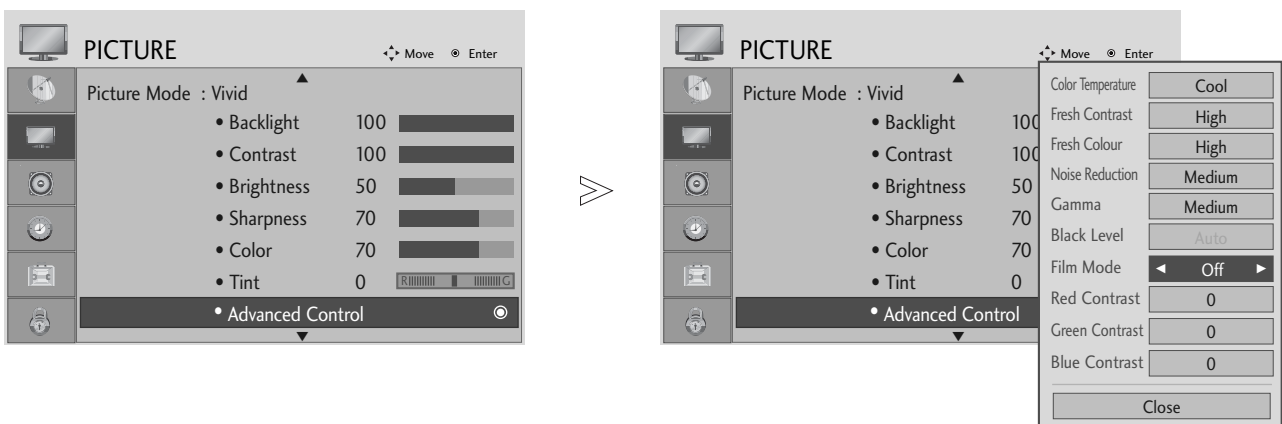 PICTURE
Move Enter
Picture Mode : Vivid
• Backlight 100
• Contrast 100
• Brightness 50
• Sharpness 70
• Color 70
• Tint 0 R G
• Advanced Control
PICTURE
Move Enter
Picture Mode : Vivid
• Backlight 100
• Contrast 100
• Brightness 50
• Sharpness 70
• Color 70
• Tint 0
• Advanced Control
Color Temperature Cool
Fresh Contrast High
Fresh Colour High
Noise Reduction Medium
Gamma Medium
Black Level Auto
Film Mode ◄ Off ►
Red Contrast 0
Green Contrast 0
Blue Contrast 0
Close